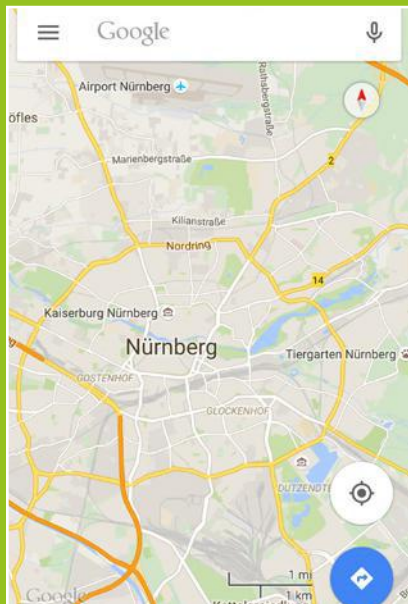 Google
Airport Nürnberg
Rathsbergstraße
öfles
Marienbergstraße
2
Kilianstraße
Nordring
14
Kaiserburg Nürnberg
Nürnberg
Tiergarten Nürnberg
GOSTENHOF
GLOCKENHOF
DUTZENDTE
1 mi
1 km
Google